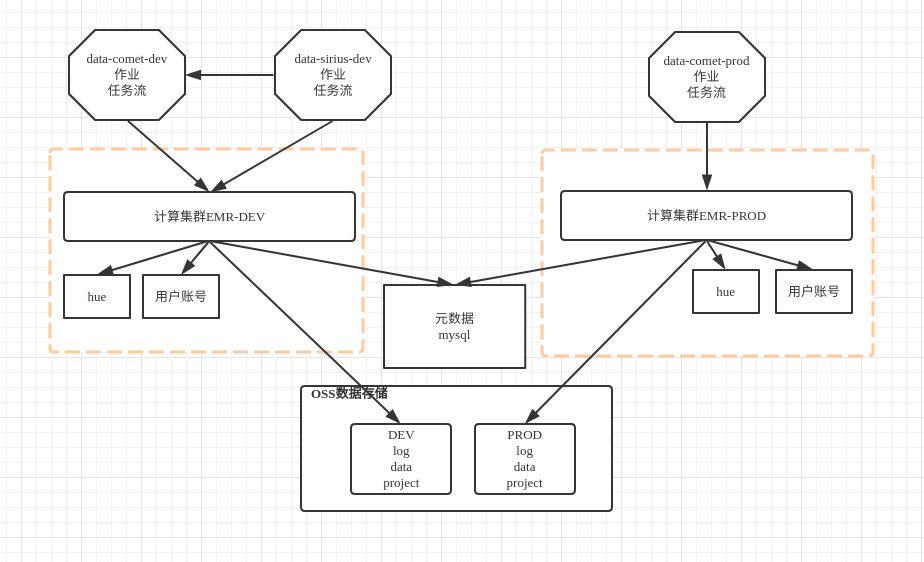 data-comet-dev
作业
任务流
data-sirius-dev
作业
任务流
data-comet-prod
作业
任务流
计算集群EMR-DEV
计算集群EMR-PROD
hue
用户账号
元数据
mysql
hue
用户账号
OSS数据存储
DEV
log
data
project
PROD
log
data
project